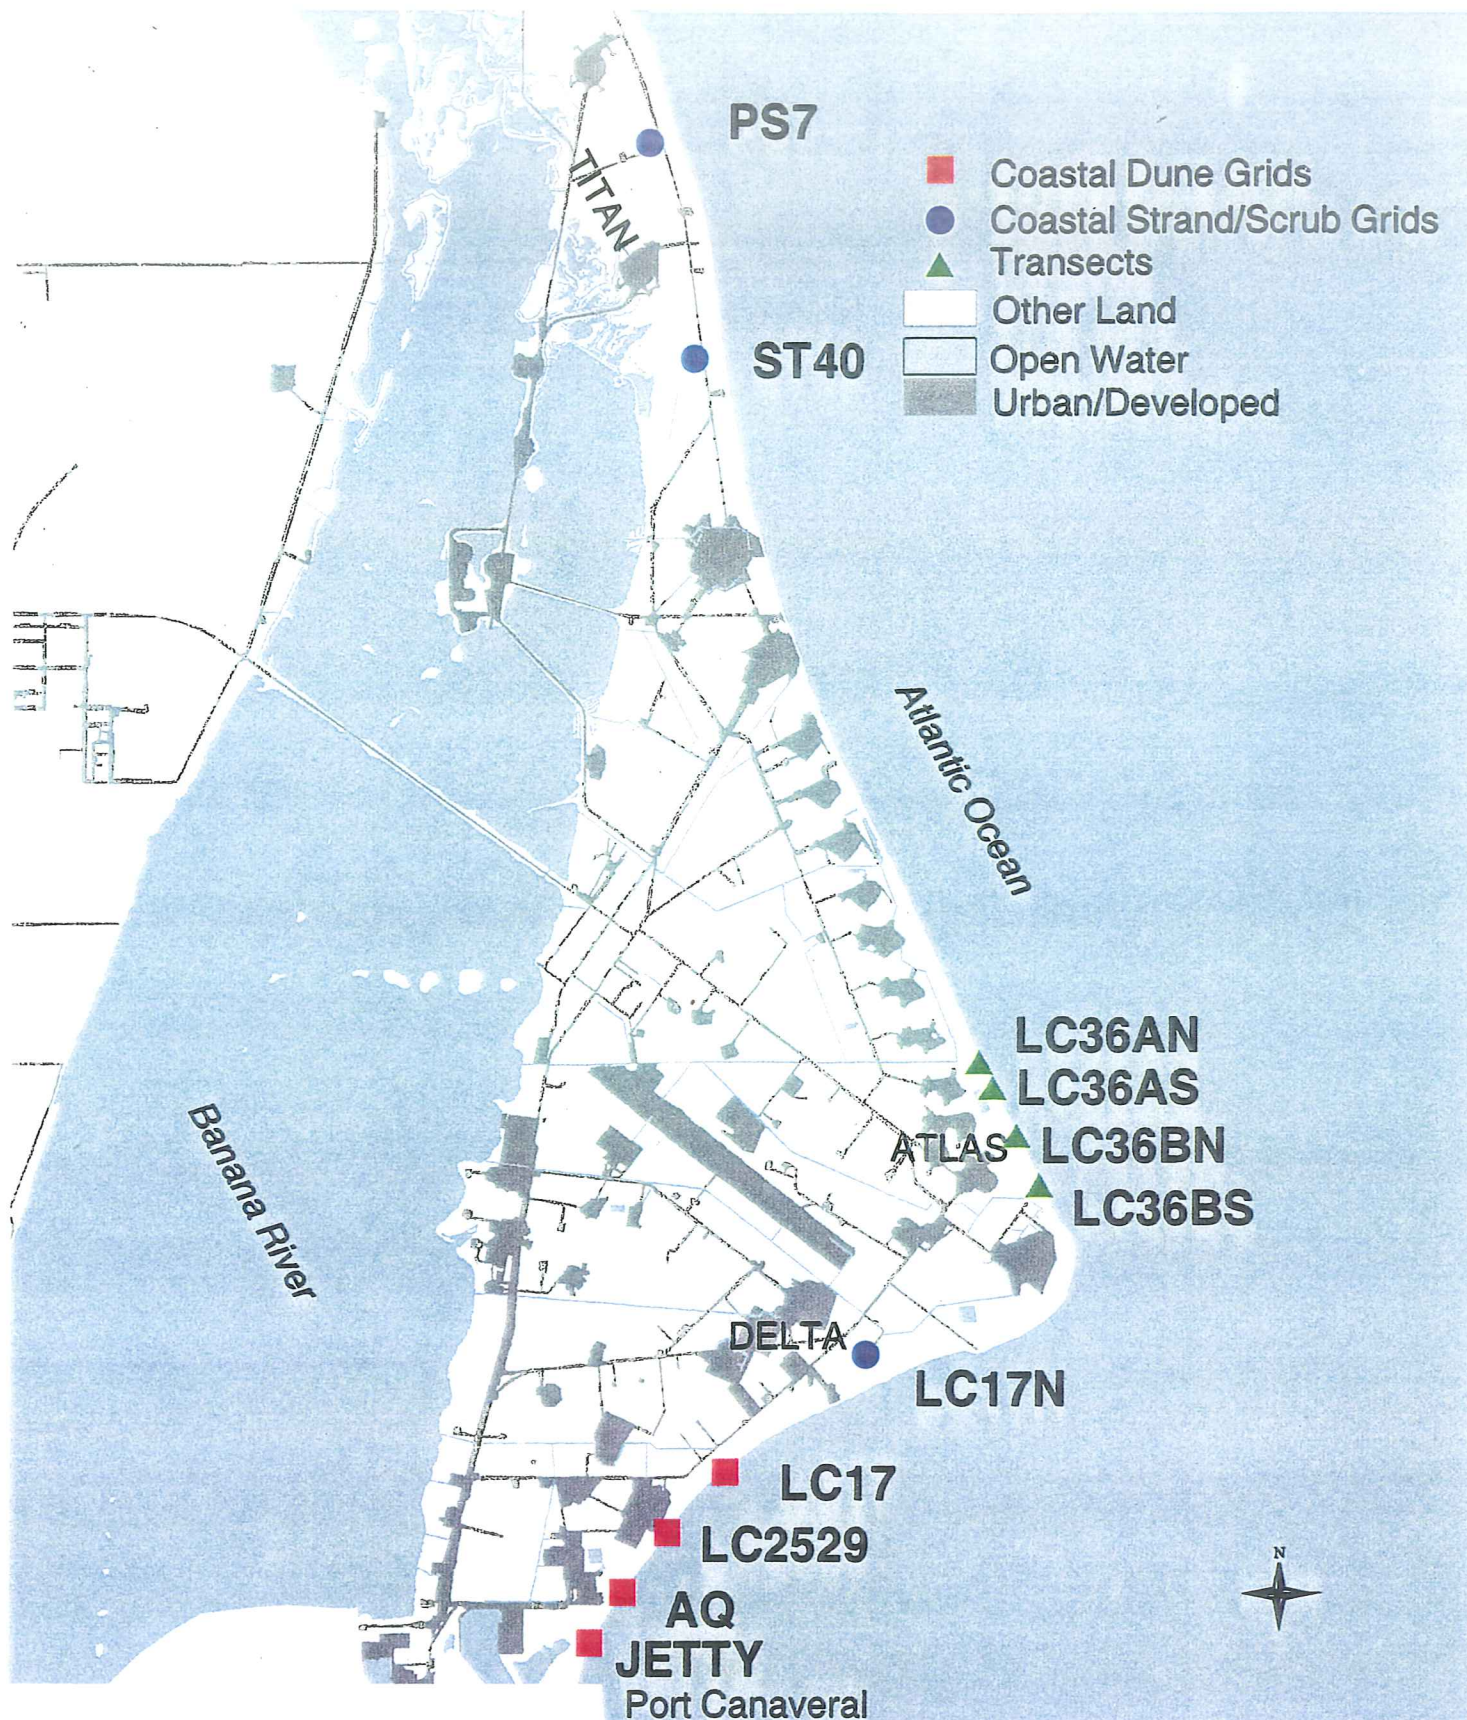 PS7
TITAN
Coastal Dune Grids
Coastal Strand/Scrub Grids
Transects
Other Land
Open Water
Urban/Developed
ST40
Atlantic Ocean
LC36AN
LC36AS
ATLAS LC36BN
LC36BS
Banana River
DELTA
LC17N
LC17
LC2529
N
AQ
JETTY
Port Canaveral